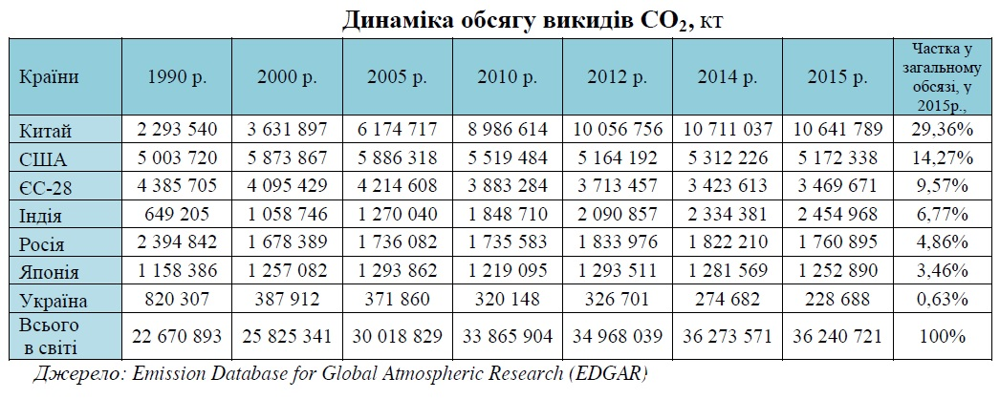 Динаміка обсягу викидів CO₂, кт
Країни 1990 р. 2000 р. 2005 р. 2010 р. 2012 р. 2014 р. 2015 р. Частка у загальному обсязі, у 2015р.,
Китай 2 293 540 3 631 897 6 174 717 8 986 614 10 056 756 10 711 037 10 641 789 29,36%
США 5 003 720 5 873 867 5 886 318 5 519 484 5 164 192 5 312 226 5 172 338 14,27%
ЄС-28 4 385 705 4 095 429 4 214 608 3 883 284 3 713 457 3 423 613 3 469 671 9,57%
Індія 649 205 1 058 746 1 270 040 1 848 710 2 090 857 2 334 381 2 454 968 6,77%
Росія 2 394 842 1 678 389 1 736 082 1 735 583 1 833 976 1 822 210 1 760 895 4,86%
Японія 1 158 386 1 257 082 1 293 862 1 219 095 1 293 511 1 281 569 1 252 890 3,46%
Україна 820 307 387 912 371 860 320 148 326 701 274 682 228 688 0,63%
Всього в світі 22 670 893 25 825 341 30 018 829 33 865 904 34 968 039 36 273 571 36 240 721 100%
Джерело: Emission Database for Global Atmospheric Research (EDGAR)